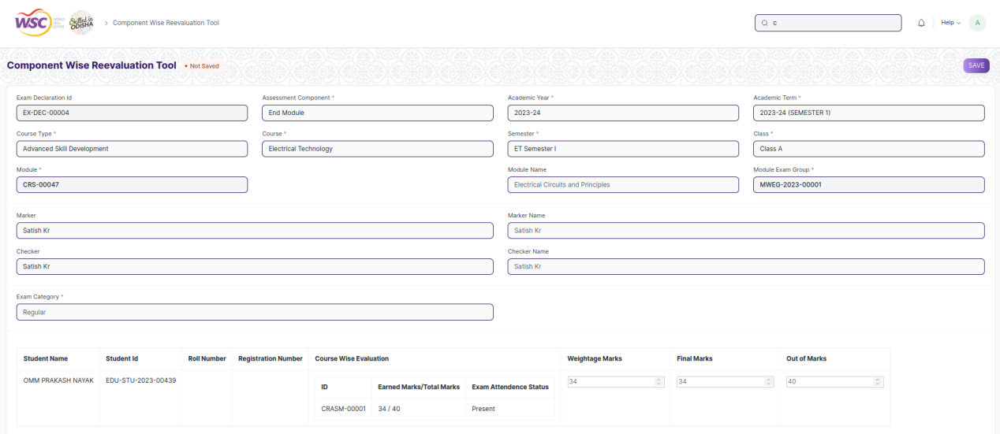 WSC WORLD SKILL CENTER Skilled in ODISHA > Component Wise Reevaluation Tool c Help A
Component Wise Reevaluation Tool • Not Saved SAVE
Exam Declaration Id Assessment Component * Academic Year * Academic Term *
EX-DEC-00004 End Module 2023-24 2023-24 (SEMESTER 1)
Course Type * Course * Semester * Class *
Advanced Skill Development Electrical Technology ET Semester I Class A
Module * Module Name Module Exam Group *
CRS-00047 Electrical Circuits and Principles MWEG-2023-00001
Marker Marker Name
Satish Kr Satish Kr
Checker Checker Name
Satish Kr Satish Kr
Exam Category *
Regular
Student Name Student Id Roll Number Registration Number Course Wise Evaluation Weightage Marks Final Marks Out of Marks
OMM PRAKASH NAYAK EDU-STU-2023-00439 34 34 40
ID Earned Marks/Total Marks Exam Attendence Status
CRASM-00001 34 / 40 Present